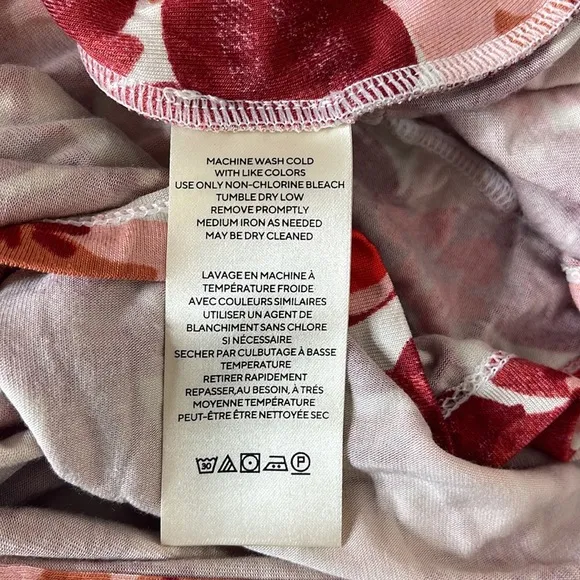 MACHINE WASH COLD
WITH LIKE COLORS
USE ONLY NON-CHLORINE BLEACH
TUMBLE DRY LOW
REMOVE PROMPTLY
MEDIUM IRON AS NEEDED
MAY BE DRY CLEANED
LAVAGE EN MACHINE À
TEMPÉRATURE FROIDE
AVEC COULEURS SIMILAIRES
UTILISER UN AGENT DE
BLANCHIMENT SANS CHLORE
SI NÉCESSAIRE
SECHER PAR CULBUTAGE À BASSE
TEMPERATURE
RETIRER RAPIDEMENT
REPASSER,AU BESOIN, À TRÉS
MOYENNE TEMPÉRATURE
PEUT-ÊTRE ÊTRE NETTOYÉE SEC
30 P